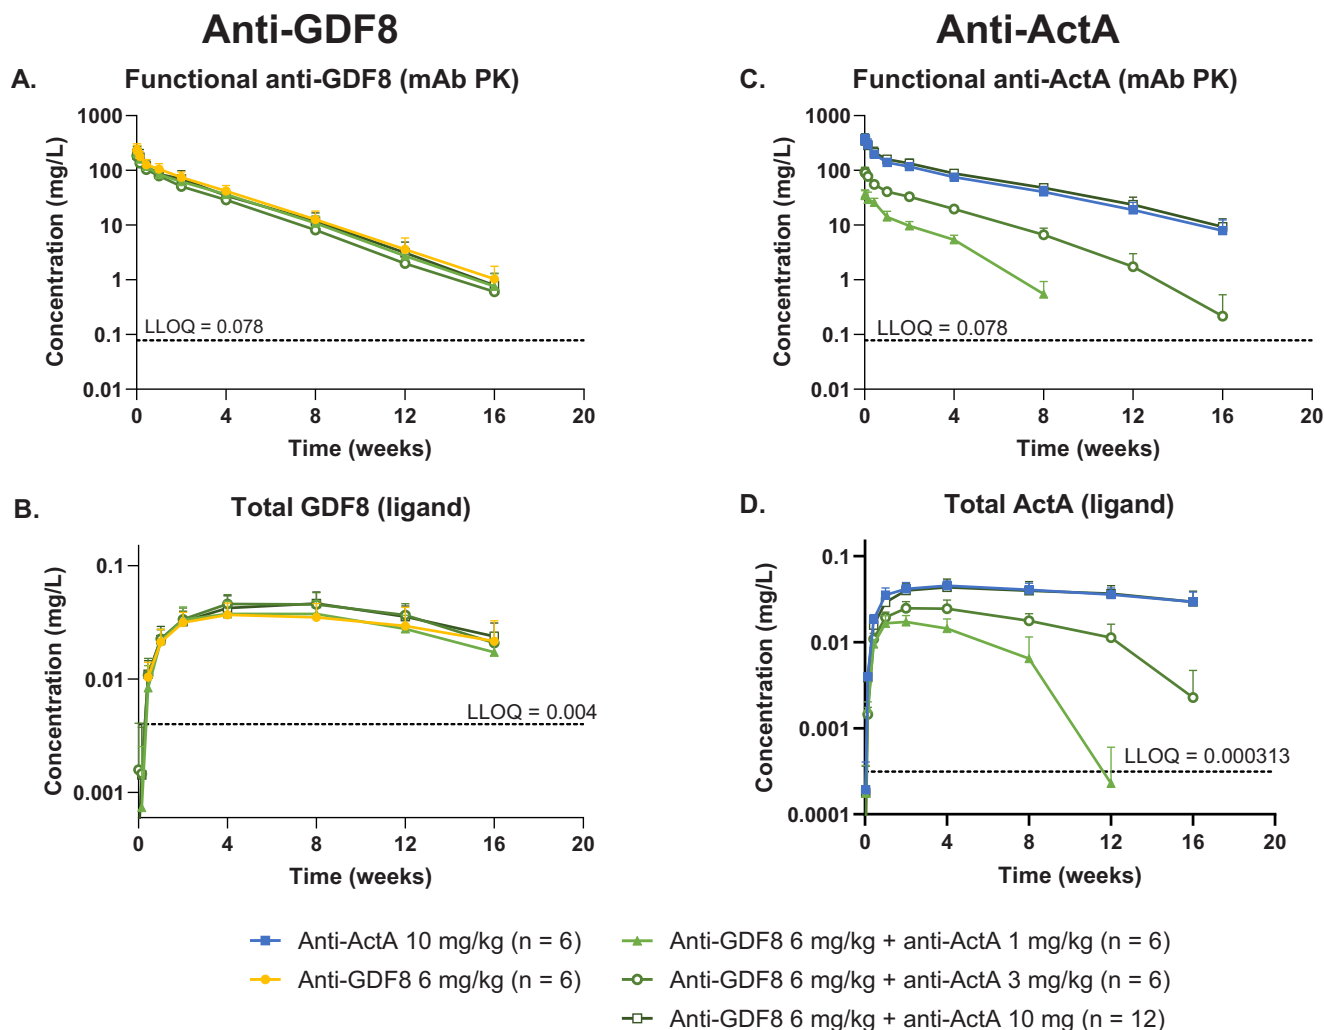 Anti-GDF8
Anti-ActA
A.
Functional anti-GDF8 (mAb PK)
Concentration (mg/L)
1000
100
10
1
0.1
0.01
LLOQ = 0.078
0
4
8
12
16
20
Time (weeks)
C.
Functional anti-ActA (mAb PK)
Concentration (mg/L)
1000
100
10
1
0.1
0.01
LLOQ = 0.078
0
4
8
12
16
20
Time (weeks)
B.
Total GDF8 (ligand)
Concentration (mg/L)
0.1
0.01
0.001
LLOQ = 0.004
0
4
8
12
16
20
Time (weeks)
D.
Total ActA (ligand)
Concentration (mg/L)
0.1
0.01
0.001
0.0001
LLOQ = 0.000313
0
4
8
12
16
20
Time (weeks)
Anti-ActA 10 mg/kg (n = 6)
Anti-GDF8 6 mg/kg (n = 6)
Anti-GDF8 6 mg/kg + anti-ActA 1 mg/kg (n = 6)
Anti-GDF8 6 mg/kg + anti-ActA 3 mg/kg (n = 6)
Anti-GDF8 6 mg/kg + anti-ActA 10 mg (n = 12)